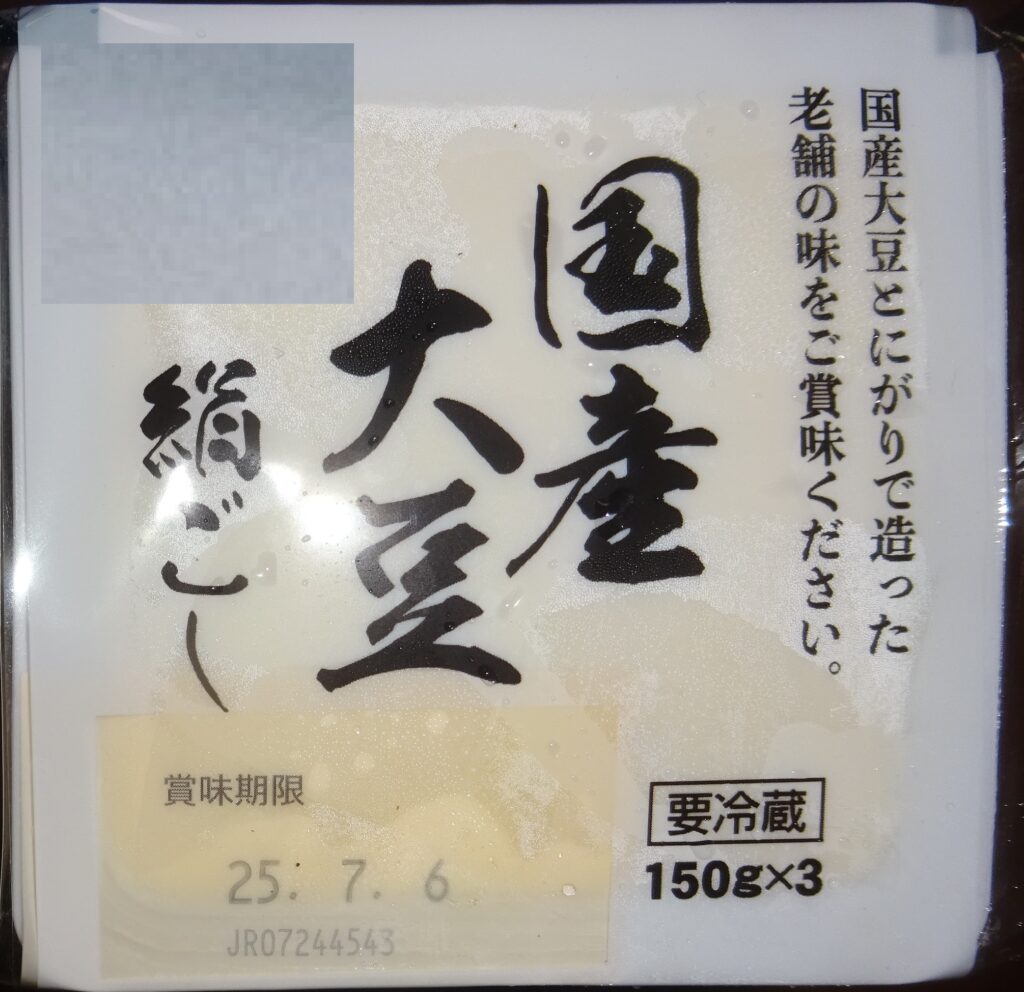 国産大豆とにがりで造った
老舗の味をご賞味ください。
国産
大豆
絹ごし
賞味期限
25. 7. 6
JR07244543
要冷蔵
150g×3